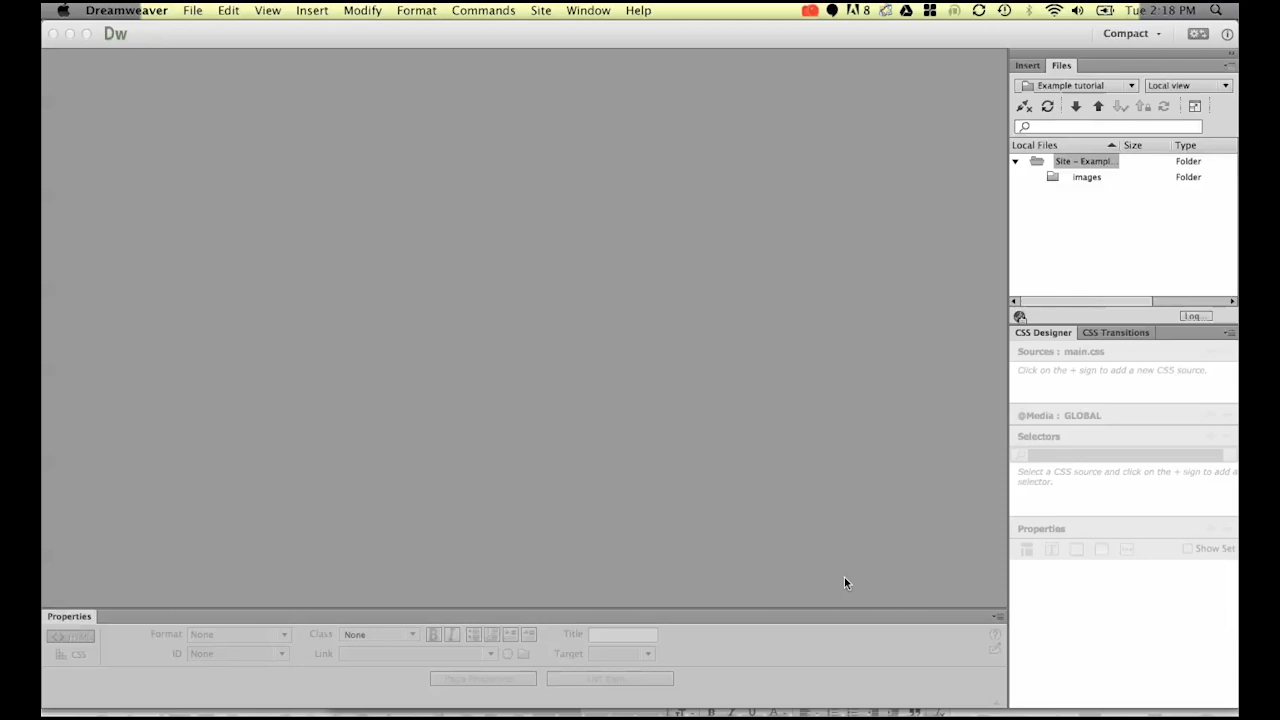 Dreamweaver File Edit View Insert Modify Format Commands Site Window Help 8 Tue 2:18 PM
Dw Compact
Insert Files
Example tutorial Local view
Local Files Size Type
Site – Exampl... Folder
images Folder
Log...
CSS Designer CSS Transitions
Sources : main.css
Click on the + sign to add a new CSS source.
@Media : GLOBAL
Selectors
Select a CSS source and click on the + sign to add a
selector.
Properties
Show Set
Properties
<> HTML Format None Class None B I Title
CSS ID None Link Target